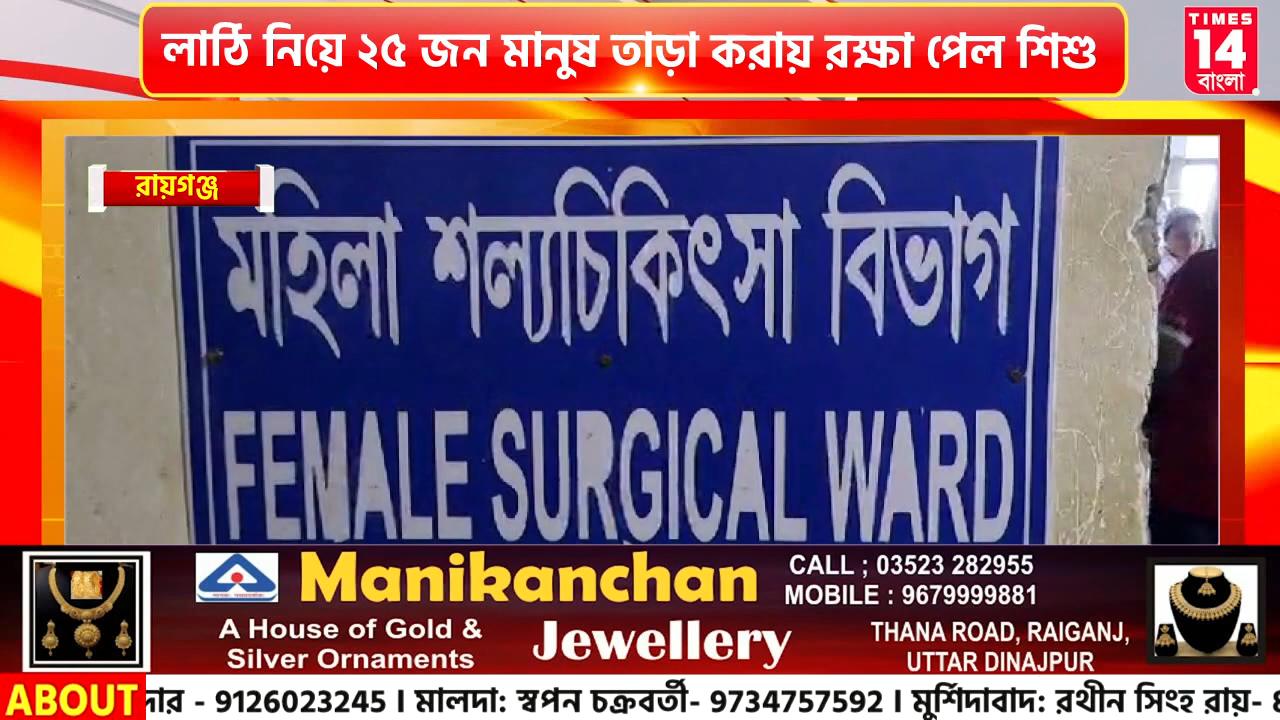 লাঠি নিয়ে ২৫ জন মানুষ তাড়া করায় রক্ষা পেল শিশু
TIMES
14
বাংলা
রায়গঞ্জ
মহিলা শল্যচিকিৎসা বিভাগ
FEMALE SURGICAL WARD
Manikanchan
CALL ; 03523 282955
MOBILE : 9679999881
A House of Gold &
Silver Ornaments
Jewellery
THANA ROAD, RAIGANJ,
UTTAR DINAJPUR
ABOUT
দার - 9126023245 I মালদা: স্বপন চক্রবর্তী- 9734757592 I মুর্শিদাবাদ: রথীন সিংহ রায়-